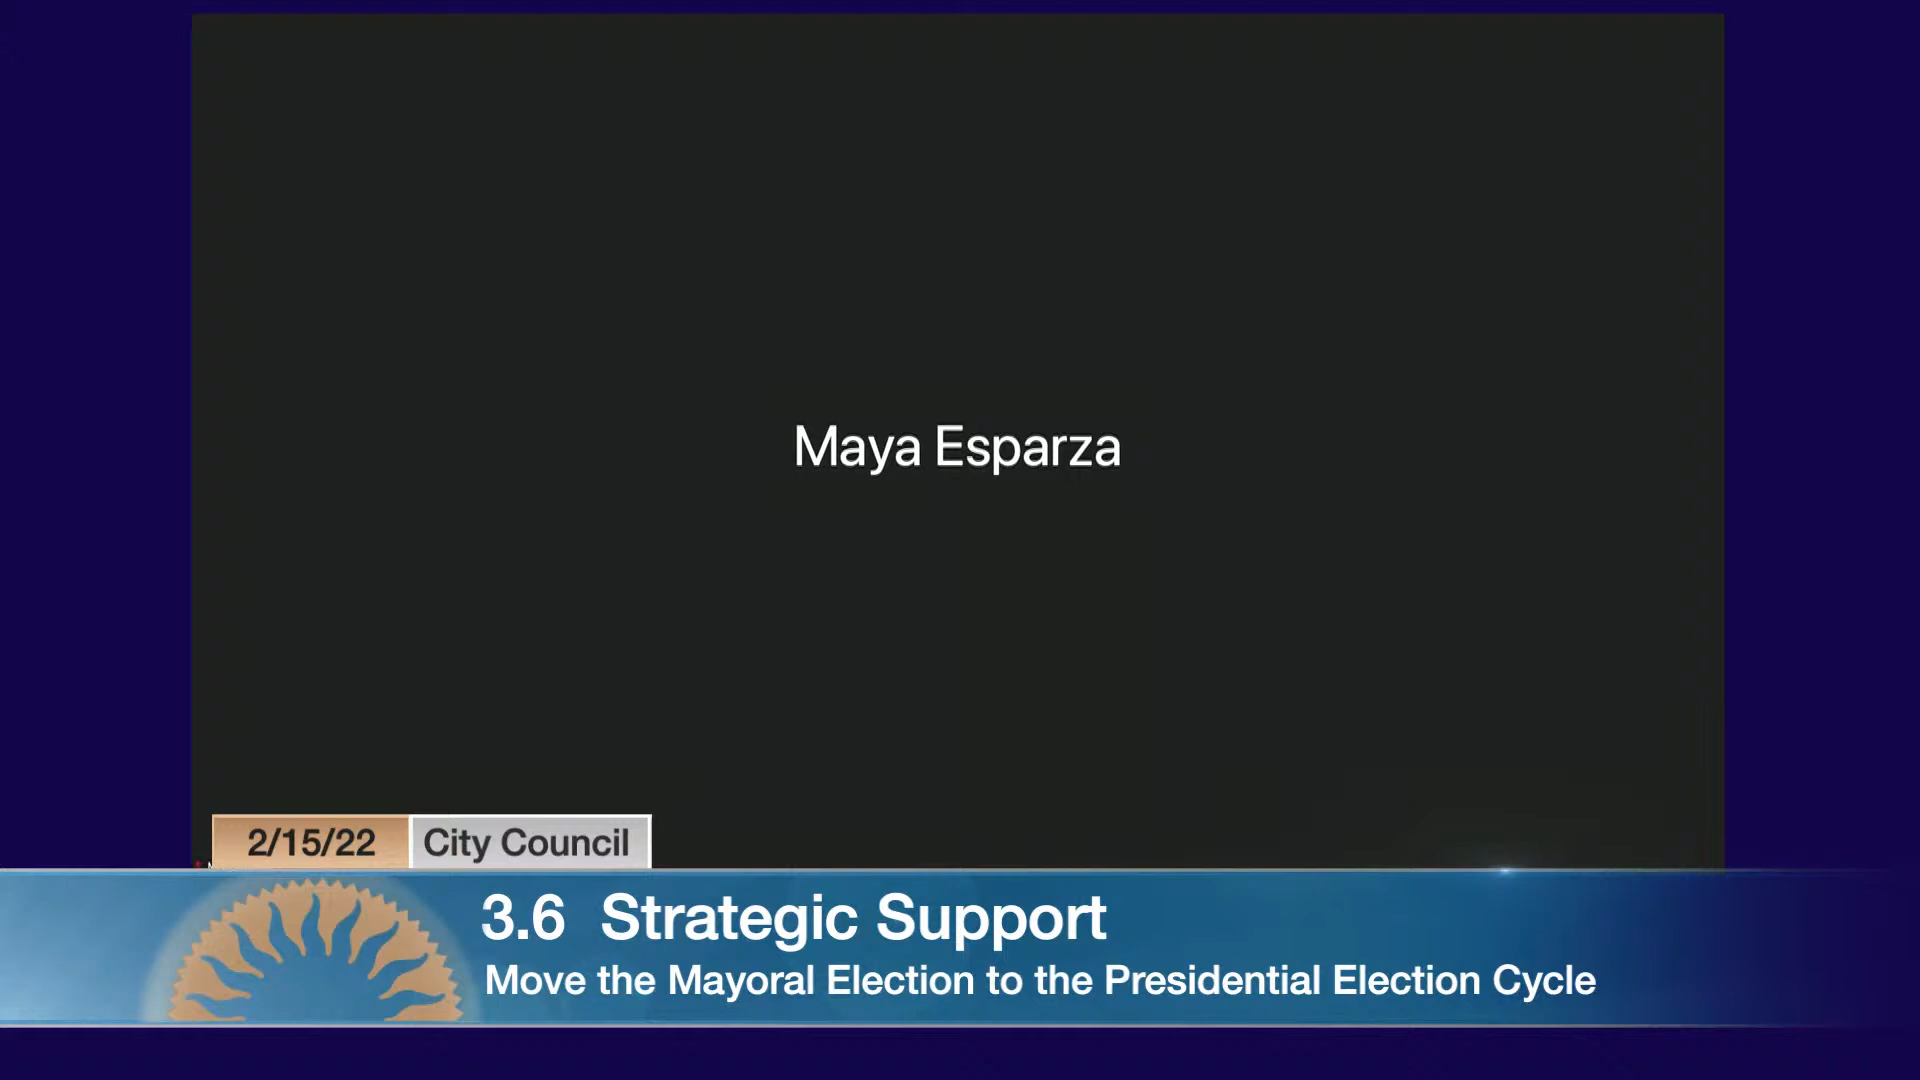 Maya Esparza
2/15/22 City Council
3.6 Strategic Support
Move the Mayoral Election to the Presidential Election Cycle